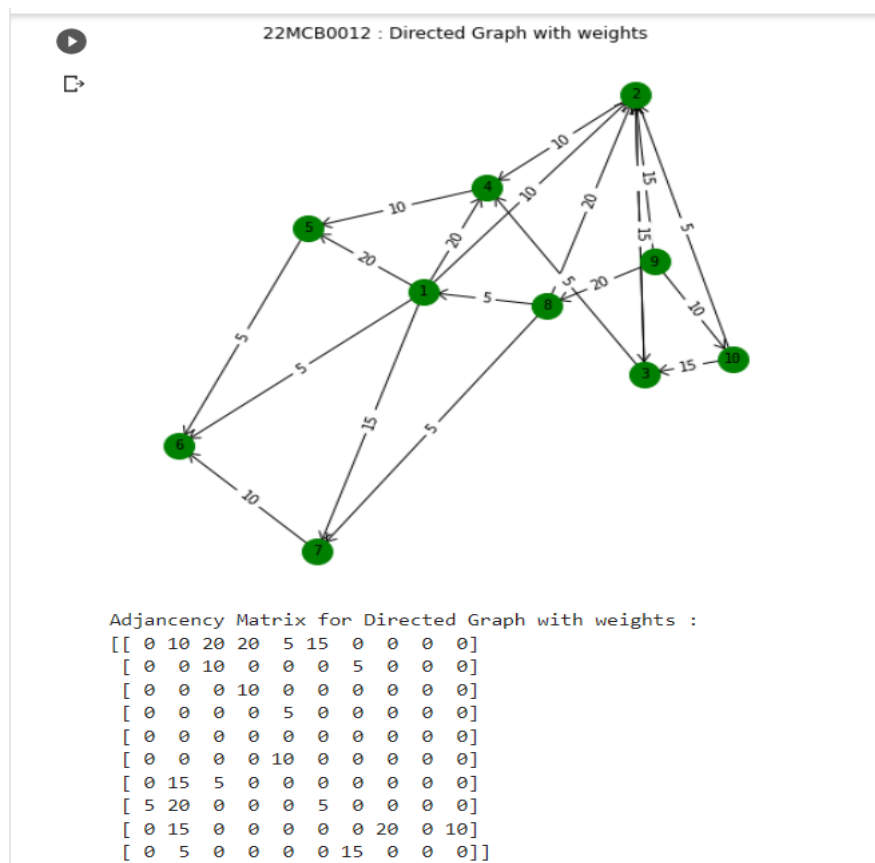 22MCB0012 : Directed Graph with weights
2
10
15
4
10
10
20
5
5
20
15
20
9
1
5
20
10
5
8
10
3
15
5
5
15
5
6
10
7
Adjancency Matrix for Directed Graph with weights :
[[ 0 10 20 20  5 15  0  0  0  0]
 [ 0  0 10  0  0  0  5  0  0  0]
 [ 0  0  0 10  0  0  0  0  0  0]
 [ 0  0  0  0  5  0  0  0  0  0]
 [ 0  0  0  0  0  0  0  0  0  0]
 [ 0  0  0  0 10  0  0  0  0  0]
 [ 0 15  5  0  0  0  0  0  0  0]
 [ 5 20  0  0  0  5  0  0  0  0]
 [ 0 15  0  0  0  0  0 20  0 10]
 [ 0  5  0  0  0  0 15  0  0  0]]